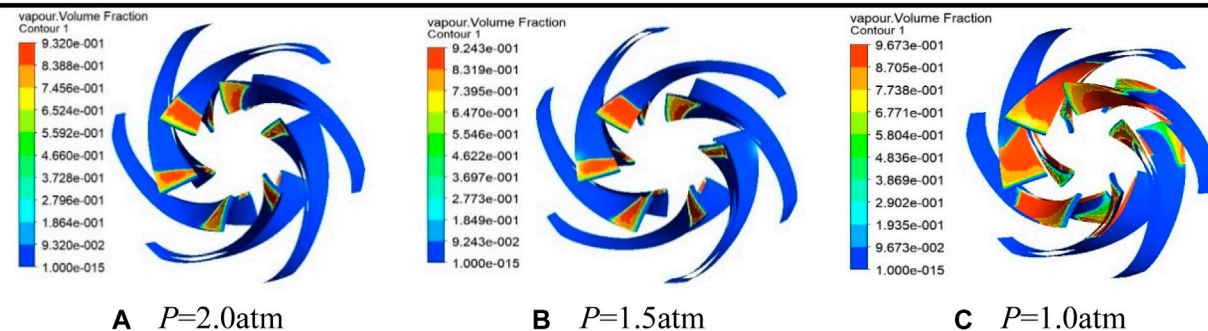 vapour.Volume Fraction
Contour 1
9.320e-001
8.388e-001
7.456e-001
6.524e-001
5.592e-001
4.660e-001
3.728e-001
2.796e-001
1.864e-001
9.320e-002
1.000e-015
A P=2.0atm
vapour.Volume Fraction
Contour 1
9.243e-001
8.319e-001
7.395e-001
6.470e-001
5.546e-001
4.622e-001
3.697e-001
2.773e-001
1.849e-001
9.243e-002
1.000e-015
B P=1.5atm
vapour.Volume Fraction
Contour 1
9.673e-001
8.705e-001
7.738e-001
6.771e-001
5.804e-001
4.836e-001
3.869e-001
2.902e-001
1.935e-001
9.673e-002
1.000e-015
C P=1.0atm